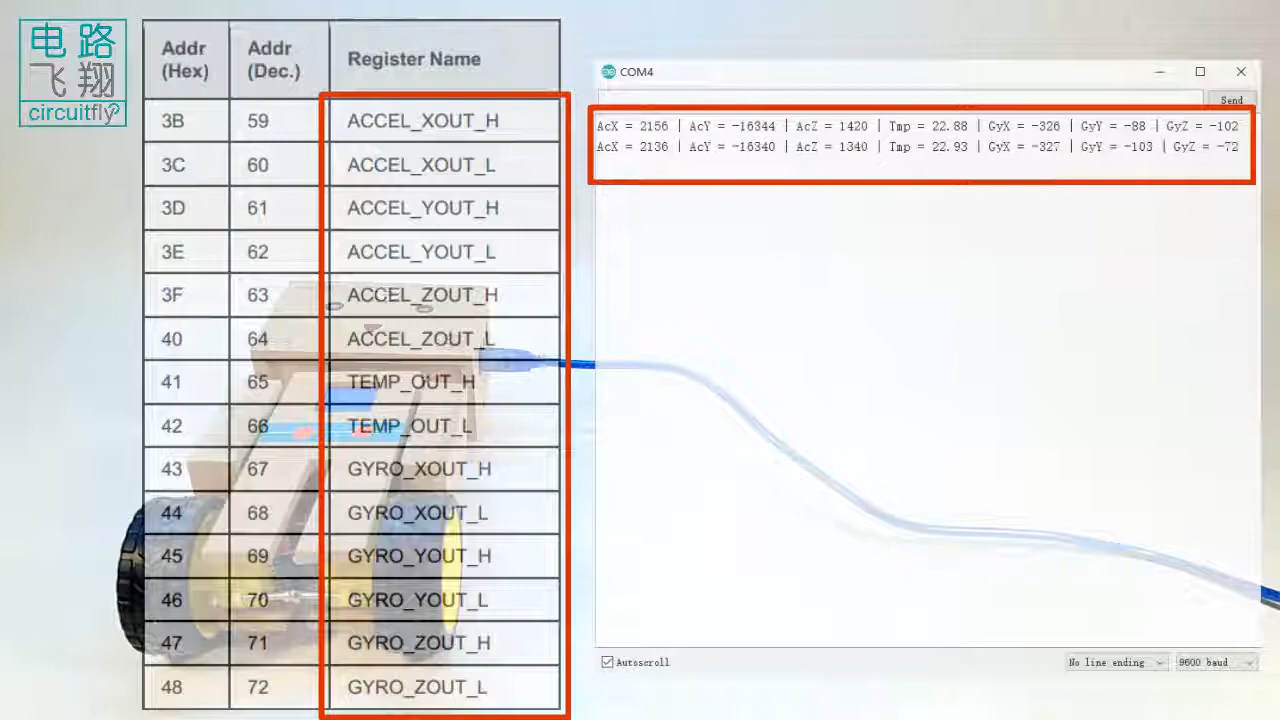 电路
飞翔
circuitfly
Addr (Hex) Addr (Dec.) Register Name
3B 59 ACCEL_XOUT_H
3C 60 ACCEL_XOUT_L
3D 61 ACCEL_YOUT_H
3E 62 ACCEL_YOUT_L
3F 63 ACCEL_ZOUT_H
40 64 ACCEL_ZOUT_L
41 65 TEMP_OUT_H
42 66 TEMP_OUT_L
43 67 GYRO_XOUT_H
44 68 GYRO_XOUT_L
45 69 GYRO_YOUT_H
46 70 GYRO_YOUT_L
47 71 GYRO_ZOUT_H
48 72 GYRO_ZOUT_L
COM4
Send
AcX = 2156 | AcY = -16344 | AcZ = 1420 | Tmp = 22.88 | GyX = -326 | GyY = -88 | GyZ = -102
AcX = 2136 | AcY = -16340 | AcZ = 1340 | Tmp = 22.93 | GyX = -327 | GyY = -103 | GyZ = -72
Autoscroll No line ending 9600 baud